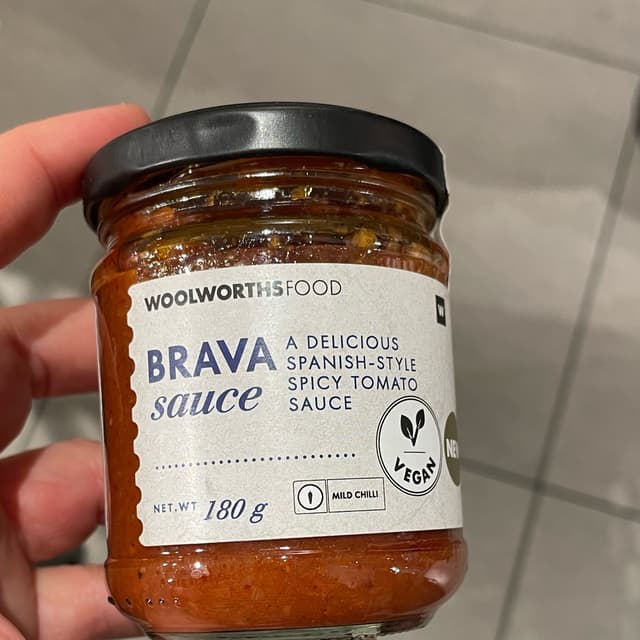 WOOLWORTHSFOOD
W
BRAVA
sauce
A DELICIOUS
SPANISH-STYLE
SPICY TOMATO
SAUCE
VEGAN
NET.WT 180 g
MILD CHILLI